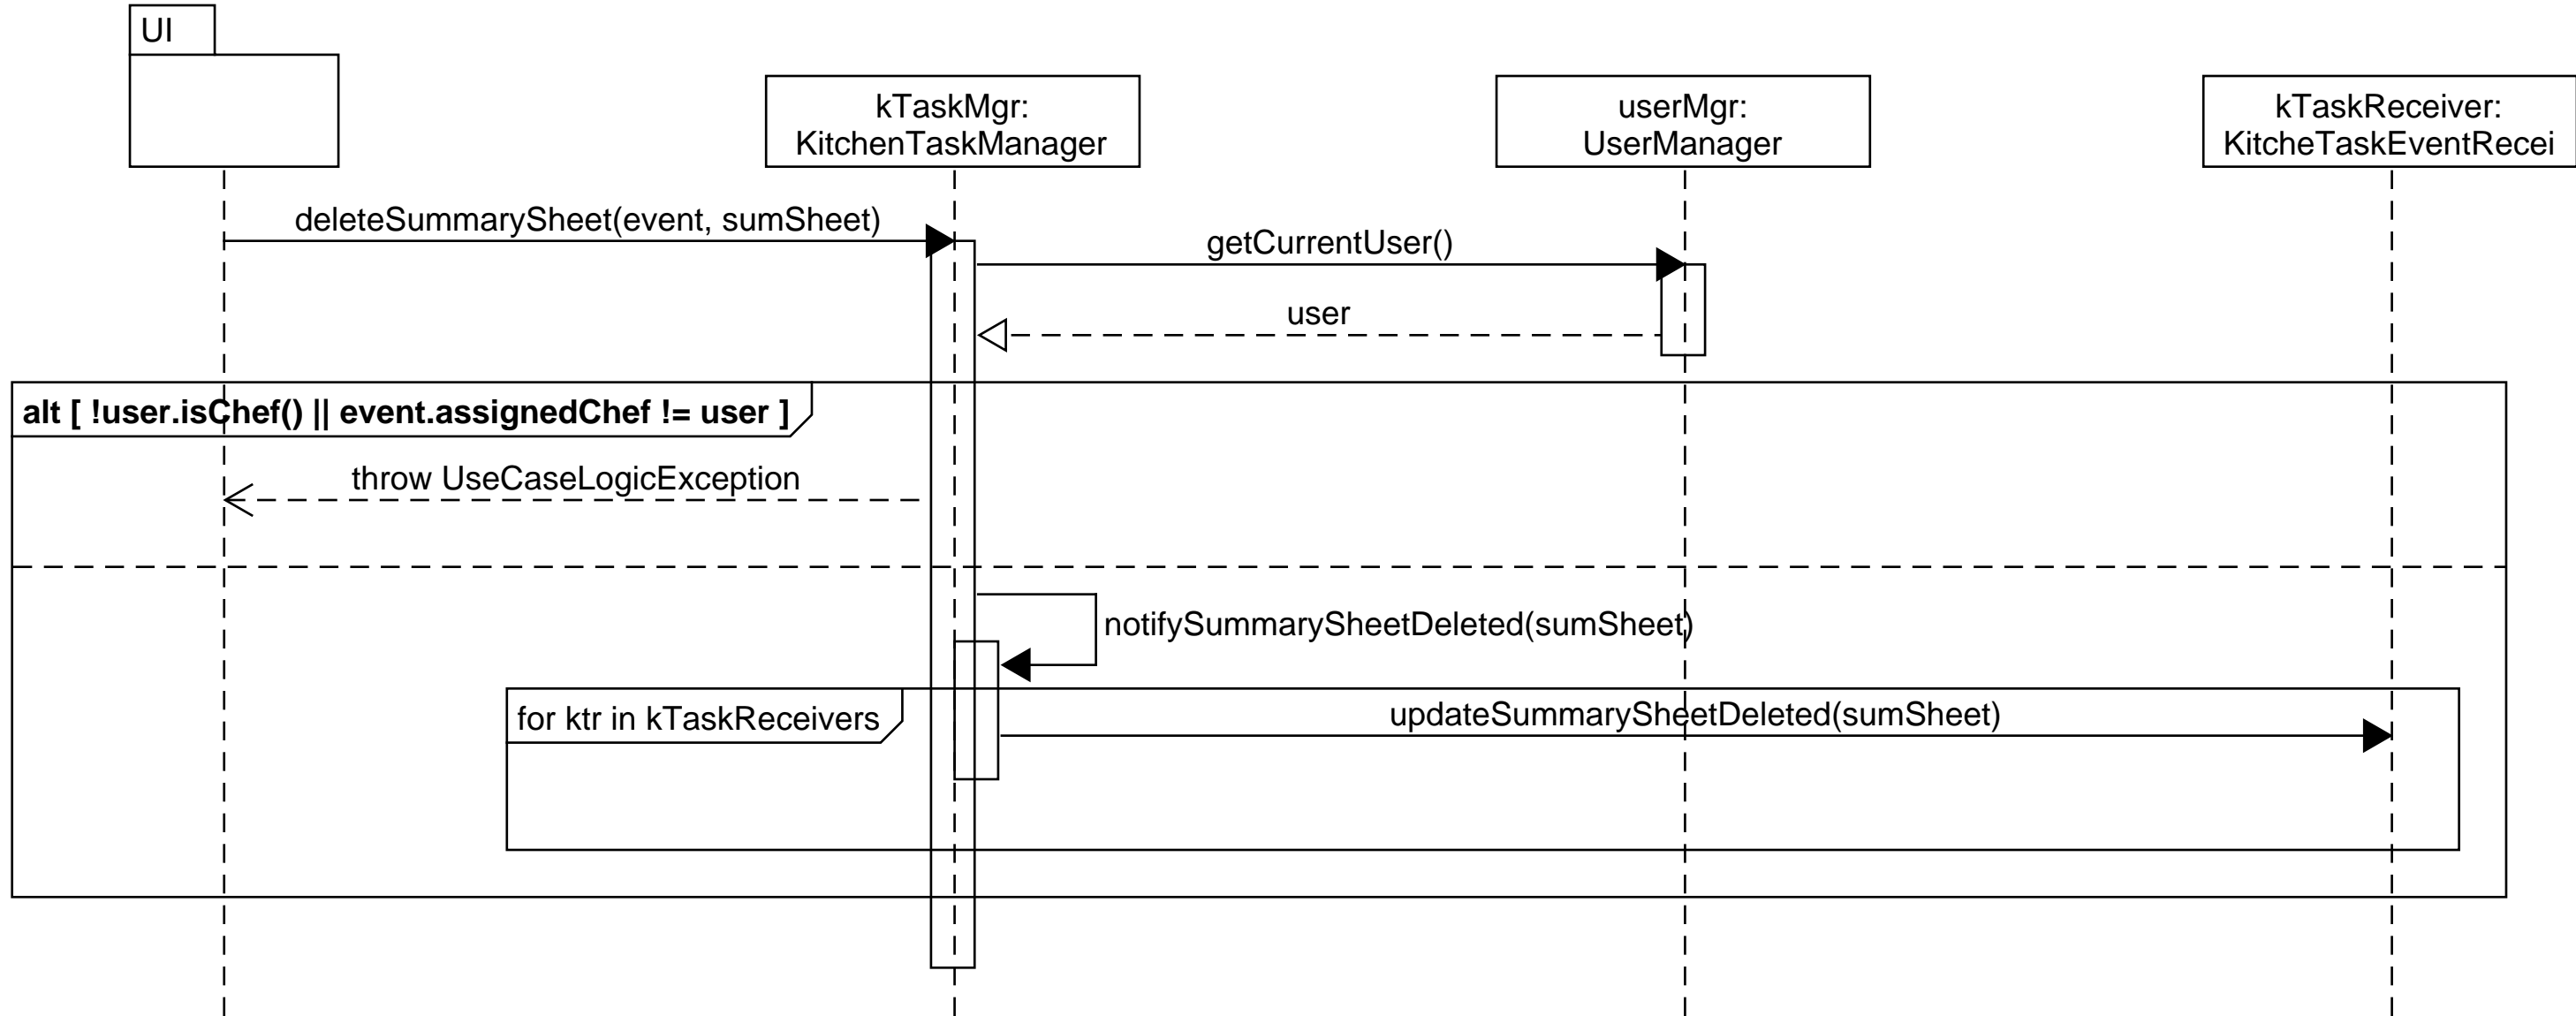 UI
kTaskMgr:
KitchenTaskManager
userMgr:
UserManager
kTaskReceiver:
KitcheTaskEventRecei
deleteSummarySheet(event, sumSheet)
getCurrentUser()
user
alt [ !user.isChef() || event.assignedChef != user ]
throw UseCaseLogicException
notifySummarySheetDeleted(sumSheet)
for ktr in kTaskReceivers
updateSummarySheetDeleted(sumSheet)